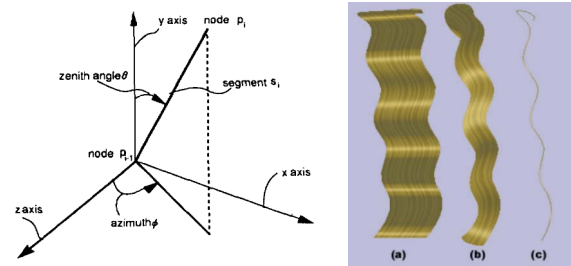 y axis
node p i
zenith angle θ
segment s i
node p i-1
x axis
z axis
azimuth ϕ
(a) (b) (c)